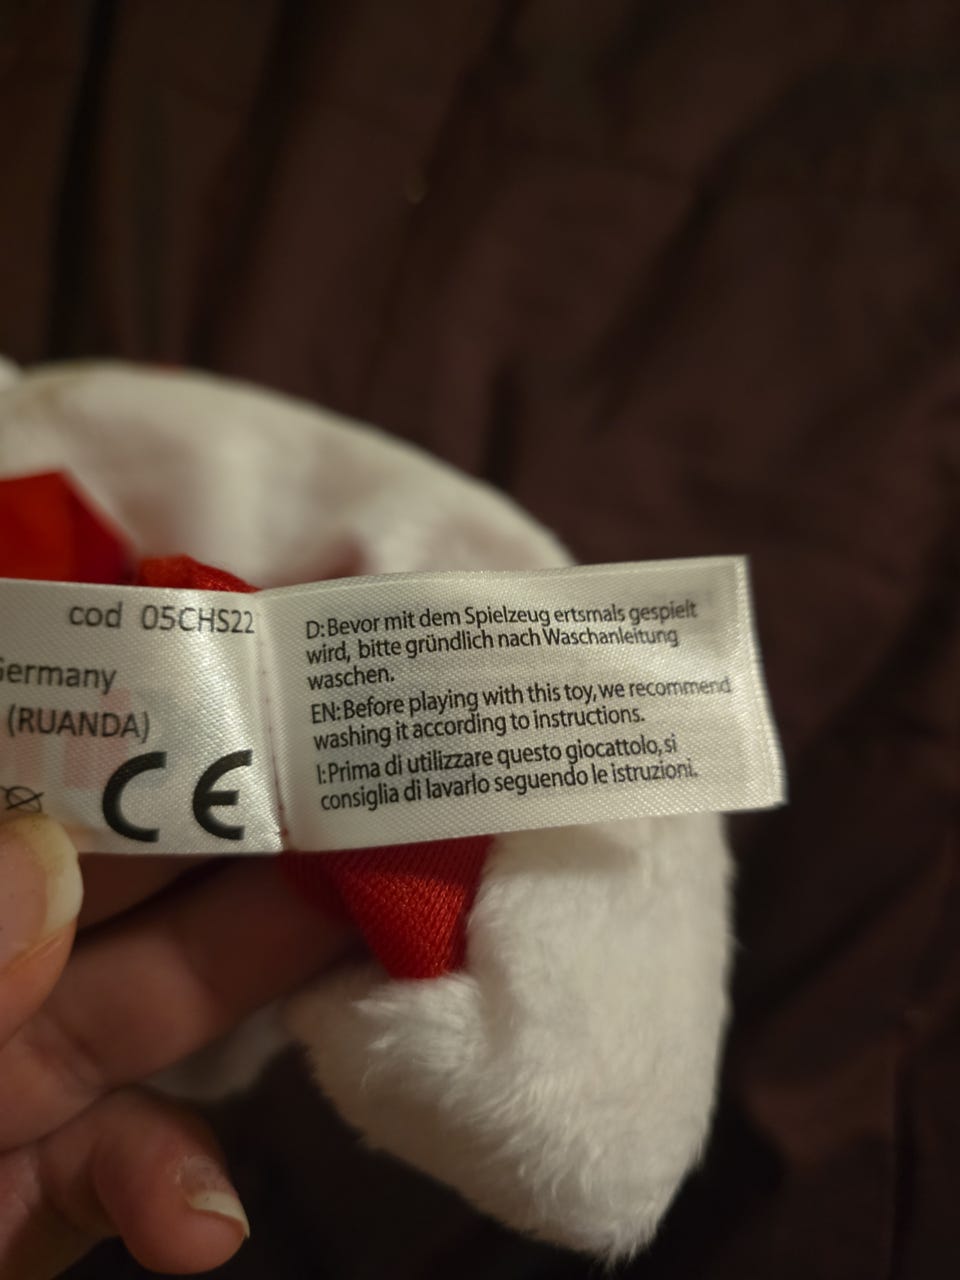 cod 05CHS22
Germany
(RUANDA)
CE
D:Bevor mit dem Spielzeug ertsmals gespielt
wird, bitte gründlich nach Waschanleitung
waschen.
EN:Before playing with this toy, we recommend
washing it according to instructions.
I:Prima di utilizzare questo giocattolo, si
consiglia di lavarlo seguendo le istruzioni.